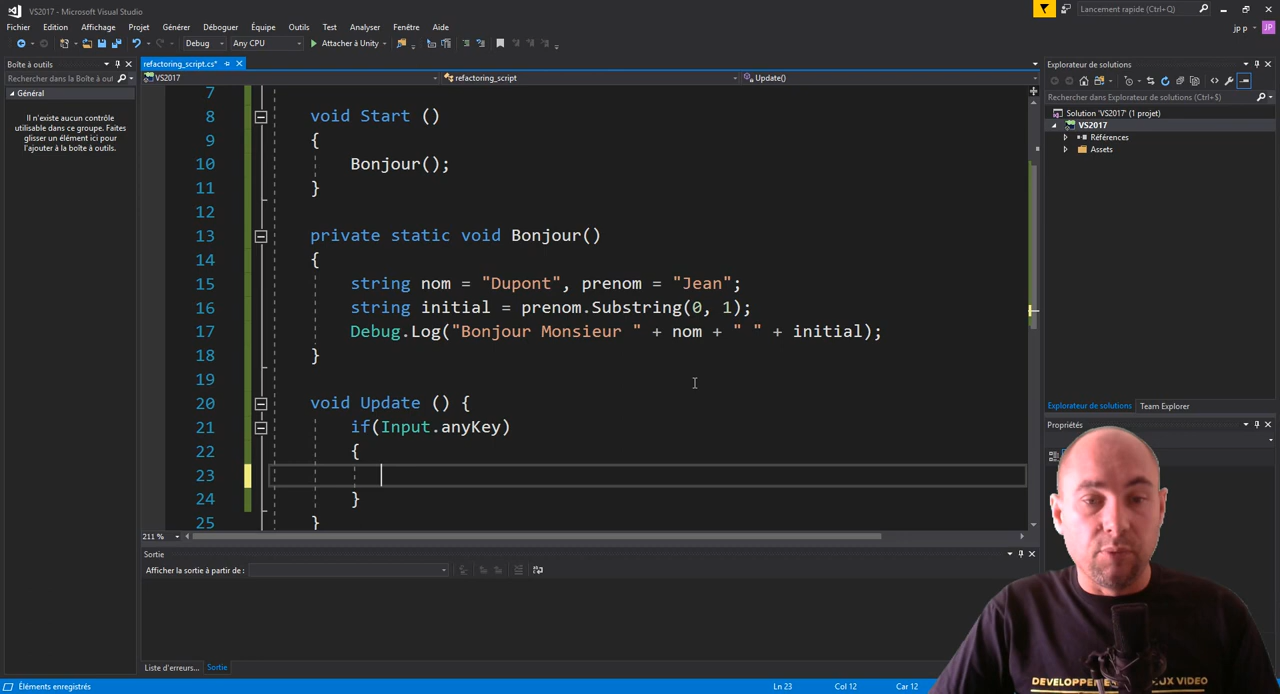 VS2017 - Microsoft Visual Studio
Lancement rapide (Ctrl+Q)
Fichier Edition Affichage Projet Générer Déboguer Équipe Outils Test Analyser Fenêtre Aide
jp p JP
Debug Any CPU Attacher à Unity
Boîte à outils
refactoring_script.cs*
Explorateur de solutions
Rechercher dans Boîte à out
VS2017 refactoring_script Update()
Général
Il n'existe aucun contrôle
utilisable dans ce groupe. Faites
glisser un élément ici pour
l'ajouter à la boîte à outils.
Rechercher dans Explorateur de solutions (Ctrl+$)
Solution 'VS2017' (1 projet)
VS2017
Références
Assets
7
8 void Start ()
9 {
10 Bonjour();
11 }
12
13 private static void Bonjour()
14 {
15 string nom = "Dupont", prenom = "Jean";
16 string initial = prenom.Substring(0, 1);
17 Debug.Log("Bonjour Monsieur " + nom + " " + initial);
18 }
19
20 void Update () {
21 if(Input.anyKey)
22 {
23
24 }
25 }
Explorateur de solutions Team Explorer
Propriétés
211 %
Sortie
Afficher la sortie à partir de :
Liste d'erreurs... Sortie
Éléments enregistrés Ln 23 Col 12 Car 12